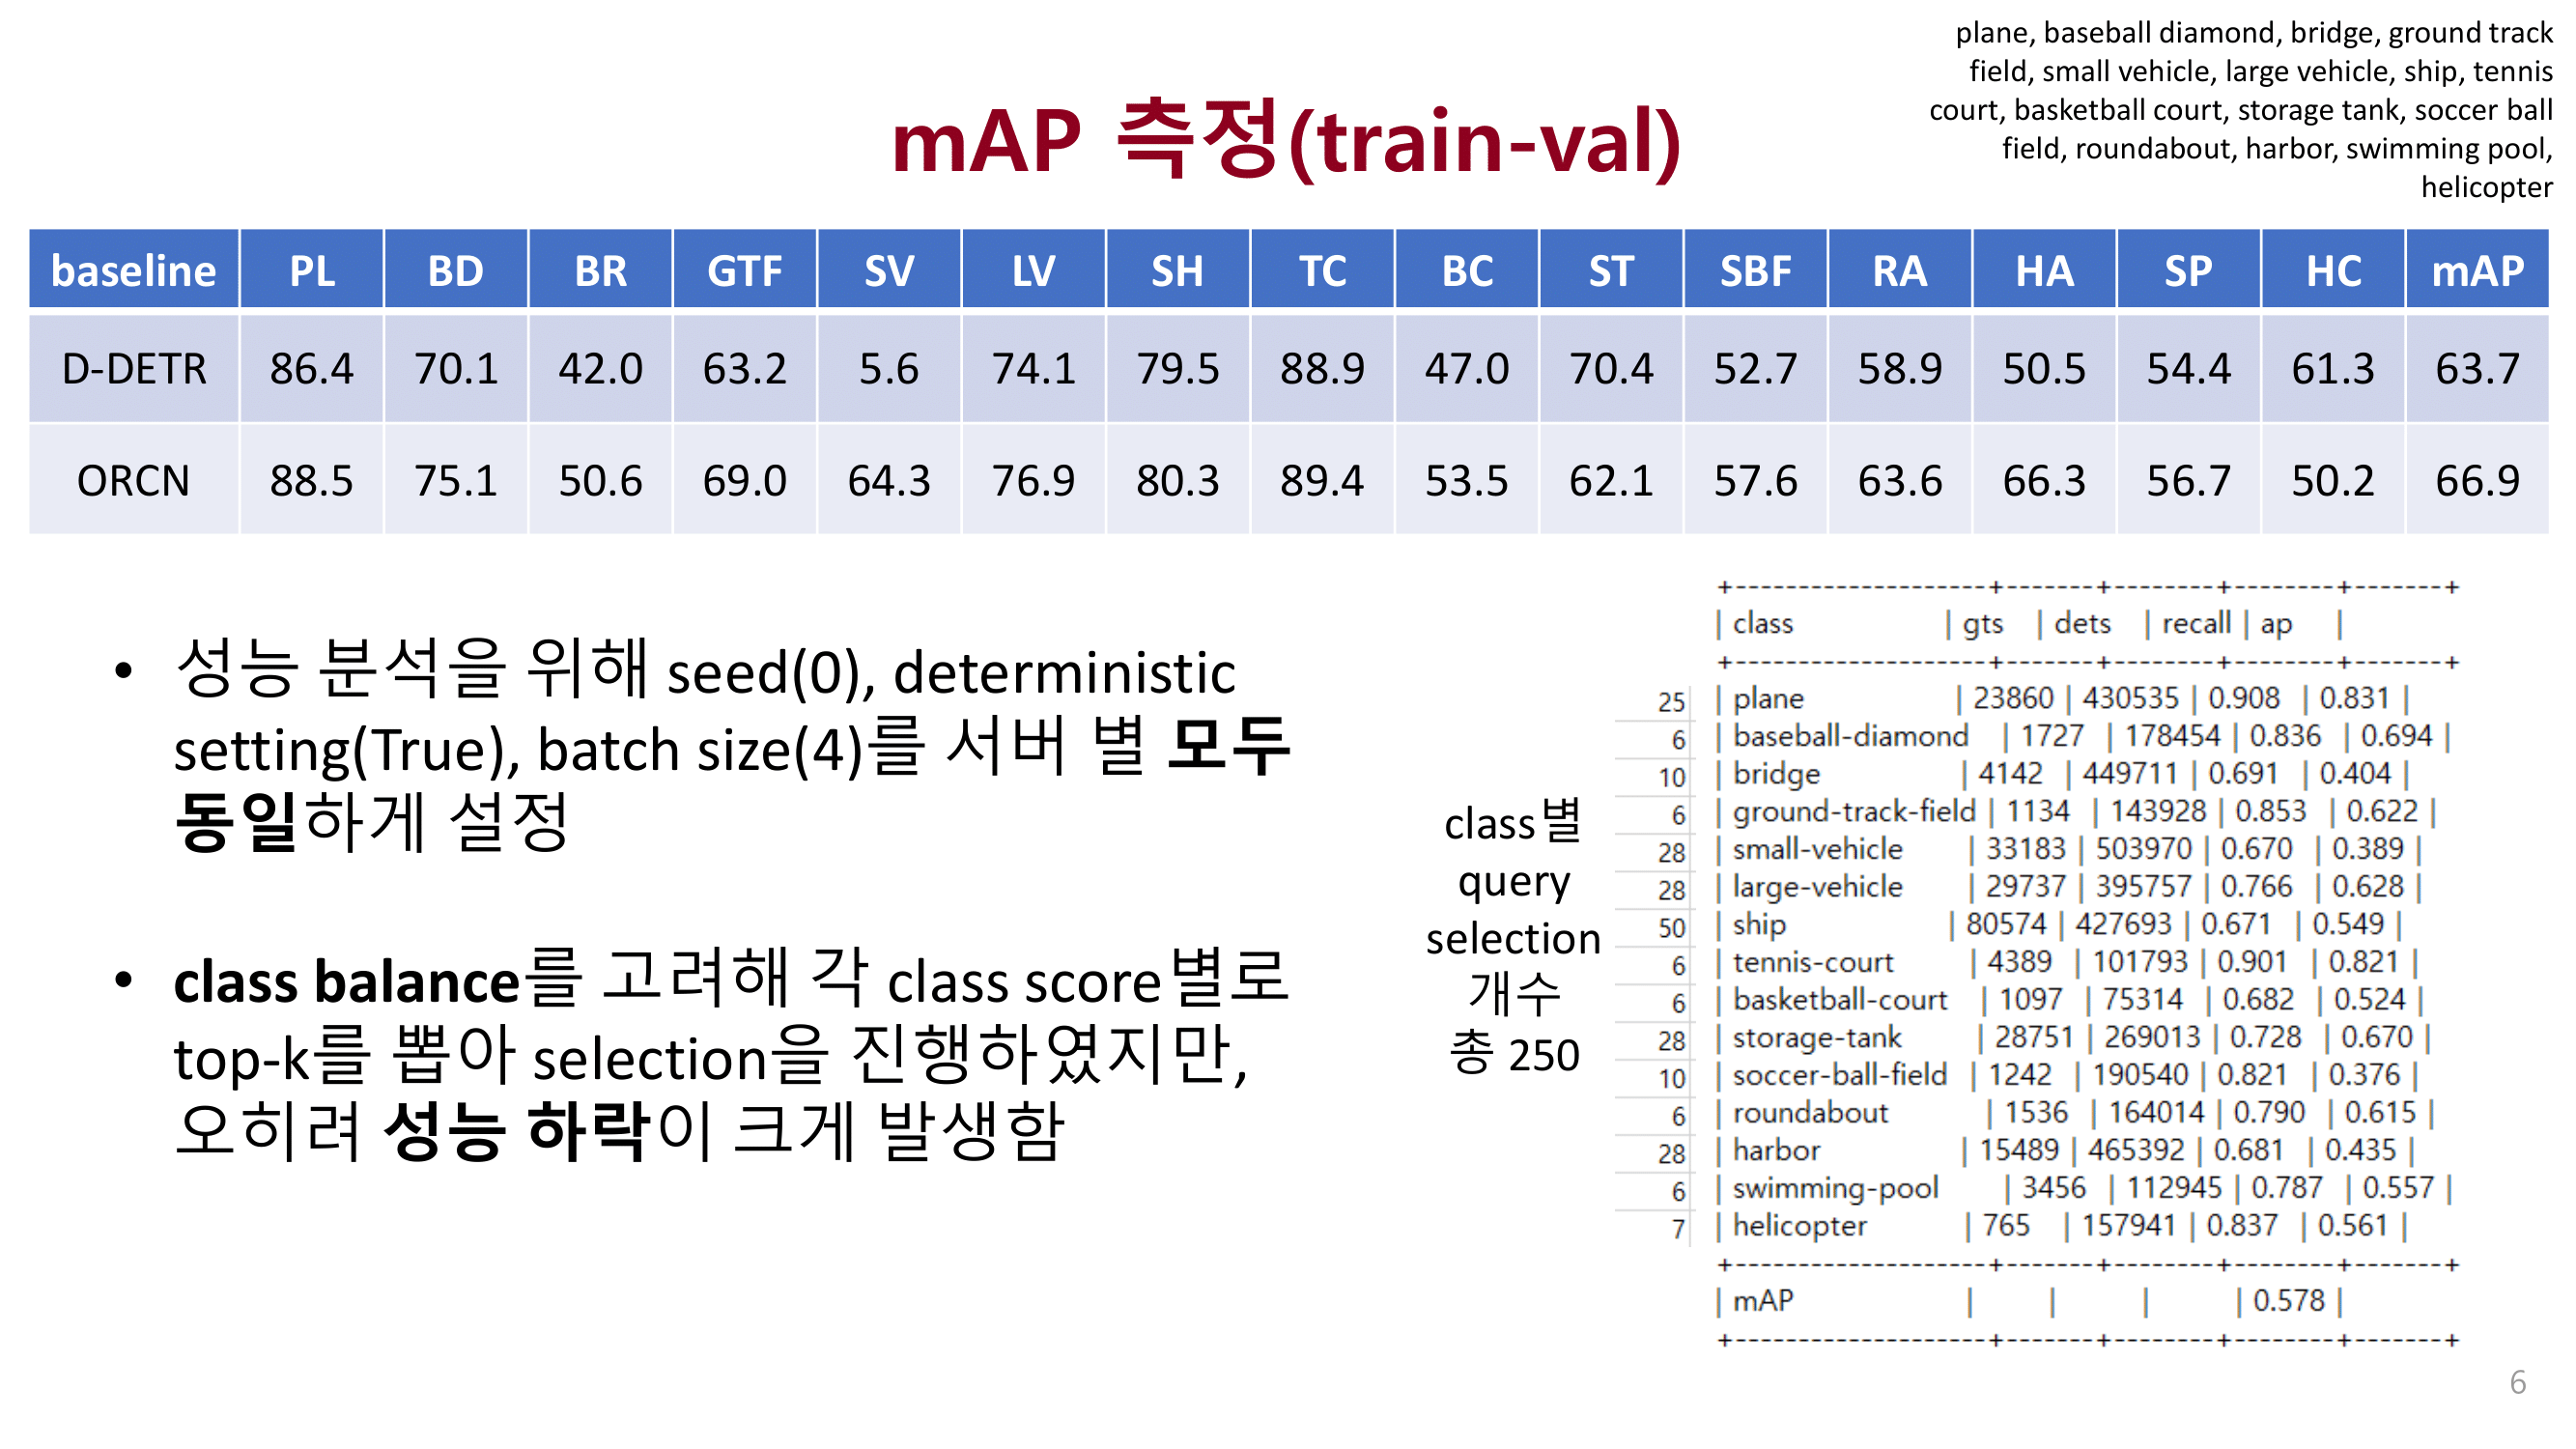 plane, baseball diamond, bridge, ground track
field, small vehicle, large vehicle, ship, tennis
court, basketball court, storage tank, soccer ball
field, roundabout, harbor, swimming pool,
helicopter
mAP 측정(train-val)
baseline PL BD BR GTF SV LV SH TC BC ST SBF RA HA SP HC mAP
D-DETR 86.4 70.1 42.0 63.2 5.6 74.1 79.5 88.9 47.0 70.4 52.7 58.9 50.5 54.4 61.3 63.7
ORCN 88.5 75.1 50.6 69.0 64.3 76.9 80.3 89.4 53.5 62.1 57.6 63.6 66.3 56.7 50.2 66.9
• 성능 분석을 위해 seed(0), deterministic
setting(True), batch size(4)를 서버 별 모두
동일하게 설정
• class balance를 고려해 각 class score별로
top-k를 뽑아 selection을 진행하였지만,
오히려 성능 하락이 크게 발생함
class별
query
selection
개수
총 250
+--------------------+-------+--------+--------+-------+
| class | gts | dets | recall | ap |
+--------------------+-------+--------+--------+-------+
25 | plane | 23860 | 430535 | 0.908 | 0.831 |
6 | baseball-diamond | 1727 | 178454 | 0.836 | 0.694 |
10 | bridge | 4142 | 449711 | 0.691 | 0.404 |
6 | ground-track-field | 1134 | 143928 | 0.853 | 0.622 |
28 | small-vehicle | 33183 | 503970 | 0.670 | 0.389 |
28 | large-vehicle | 29737 | 395757 | 0.766 | 0.628 |
50 | ship | 80574 | 427693 | 0.671 | 0.549 |
6 | tennis-court | 4389 | 101793 | 0.901 | 0.821 |
6 | basketball-court | 1097 | 75314 | 0.682 | 0.524 |
28 | storage-tank | 28751 | 269013 | 0.728 | 0.670 |
10 | soccer-ball-field | 1242 | 190540 | 0.821 | 0.376 |
6 | roundabout | 1536 | 164014 | 0.790 | 0.615 |
28 | harbor | 15489 | 465392 | 0.681 | 0.435 |
6 | swimming-pool | 3456 | 112945 | 0.787 | 0.557 |
7 | helicopter | 765 | 157941 | 0.837 | 0.561 |
+--------------------+-------+--------+--------+-------+
| mAP | | | | 0.578 |
+--------------------+-------+--------+--------+-------+
6